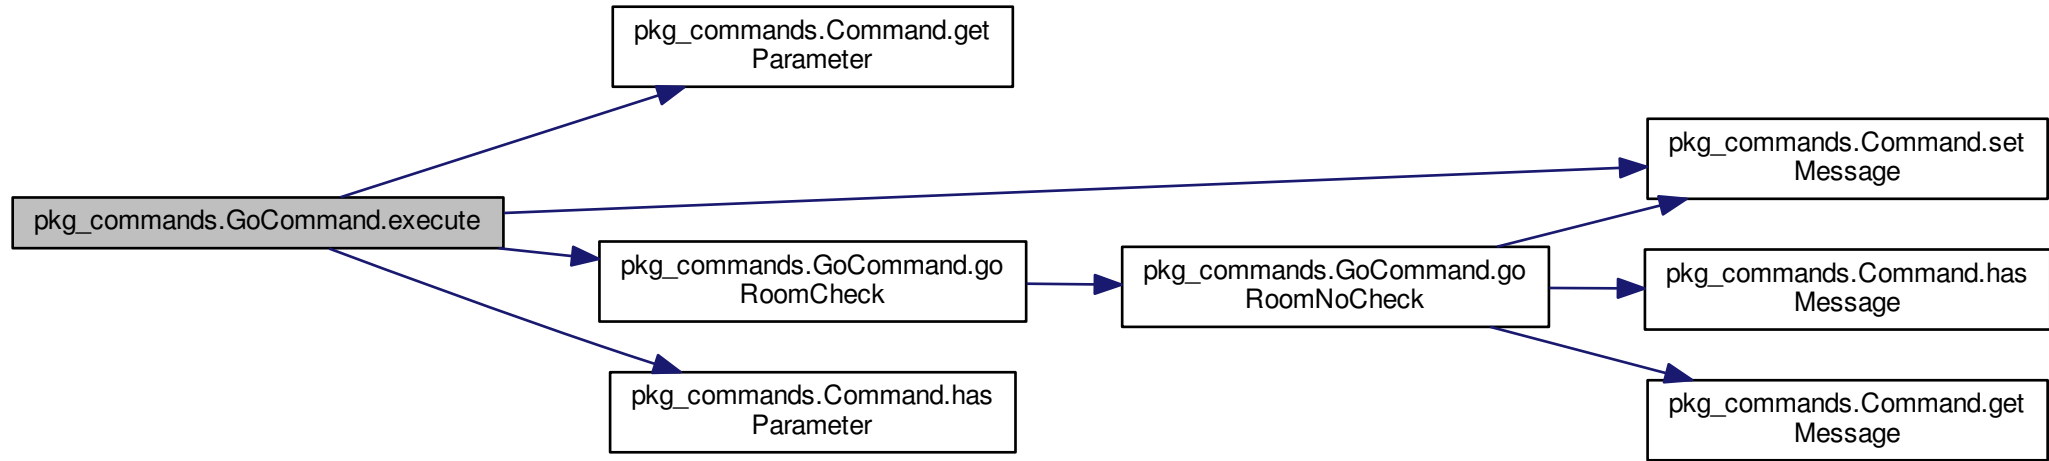 pkg_commands.Command.get
Parameter
pkg_commands.Command.set
Message
pkg_commands.GoCommand.execute
pkg_commands.GoCommand.go
RoomCheck
pkg_commands.GoCommand.go
RoomNoCheck
pkg_commands.Command.has
Message
pkg_commands.Command.has
Parameter
pkg_commands.Command.get
Message